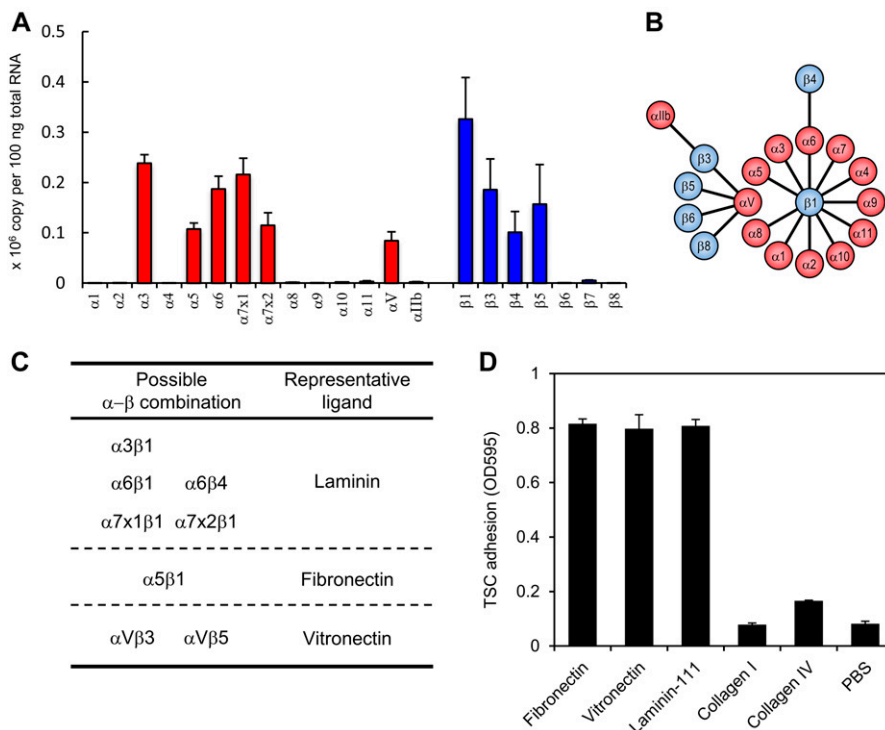 A
x 10⁶ copy per 100 ng total RNA
0.5
0.4
0.3
0.2
0.1
0
α1
α2
α3
α4
α5
α6
α7x1
α7x2
α8
α9
α10
α11
αV
αIIb
β1
β3
β4
β5
β6
β7
β8
B
β4
αIIb
β3
β5
β6
β8
αV
α6
α3
α7
α5
α4
β1
α9
α8
α11
α1
α2
α10
C
Possible
α–β combination
Representative
ligand
α3β1
α6β1 α6β4
Laminin
α7x1β1 α7x2β1
α5β1 Fibronectin
αVβ3 αVβ5 Vitronectin
D
TSC adhesion (OD595)
1
0.8
0.6
0.4
0.2
0
Fibronectin
Vitronectin
Laminin-111
Collagen I
Collagen IV
PBS